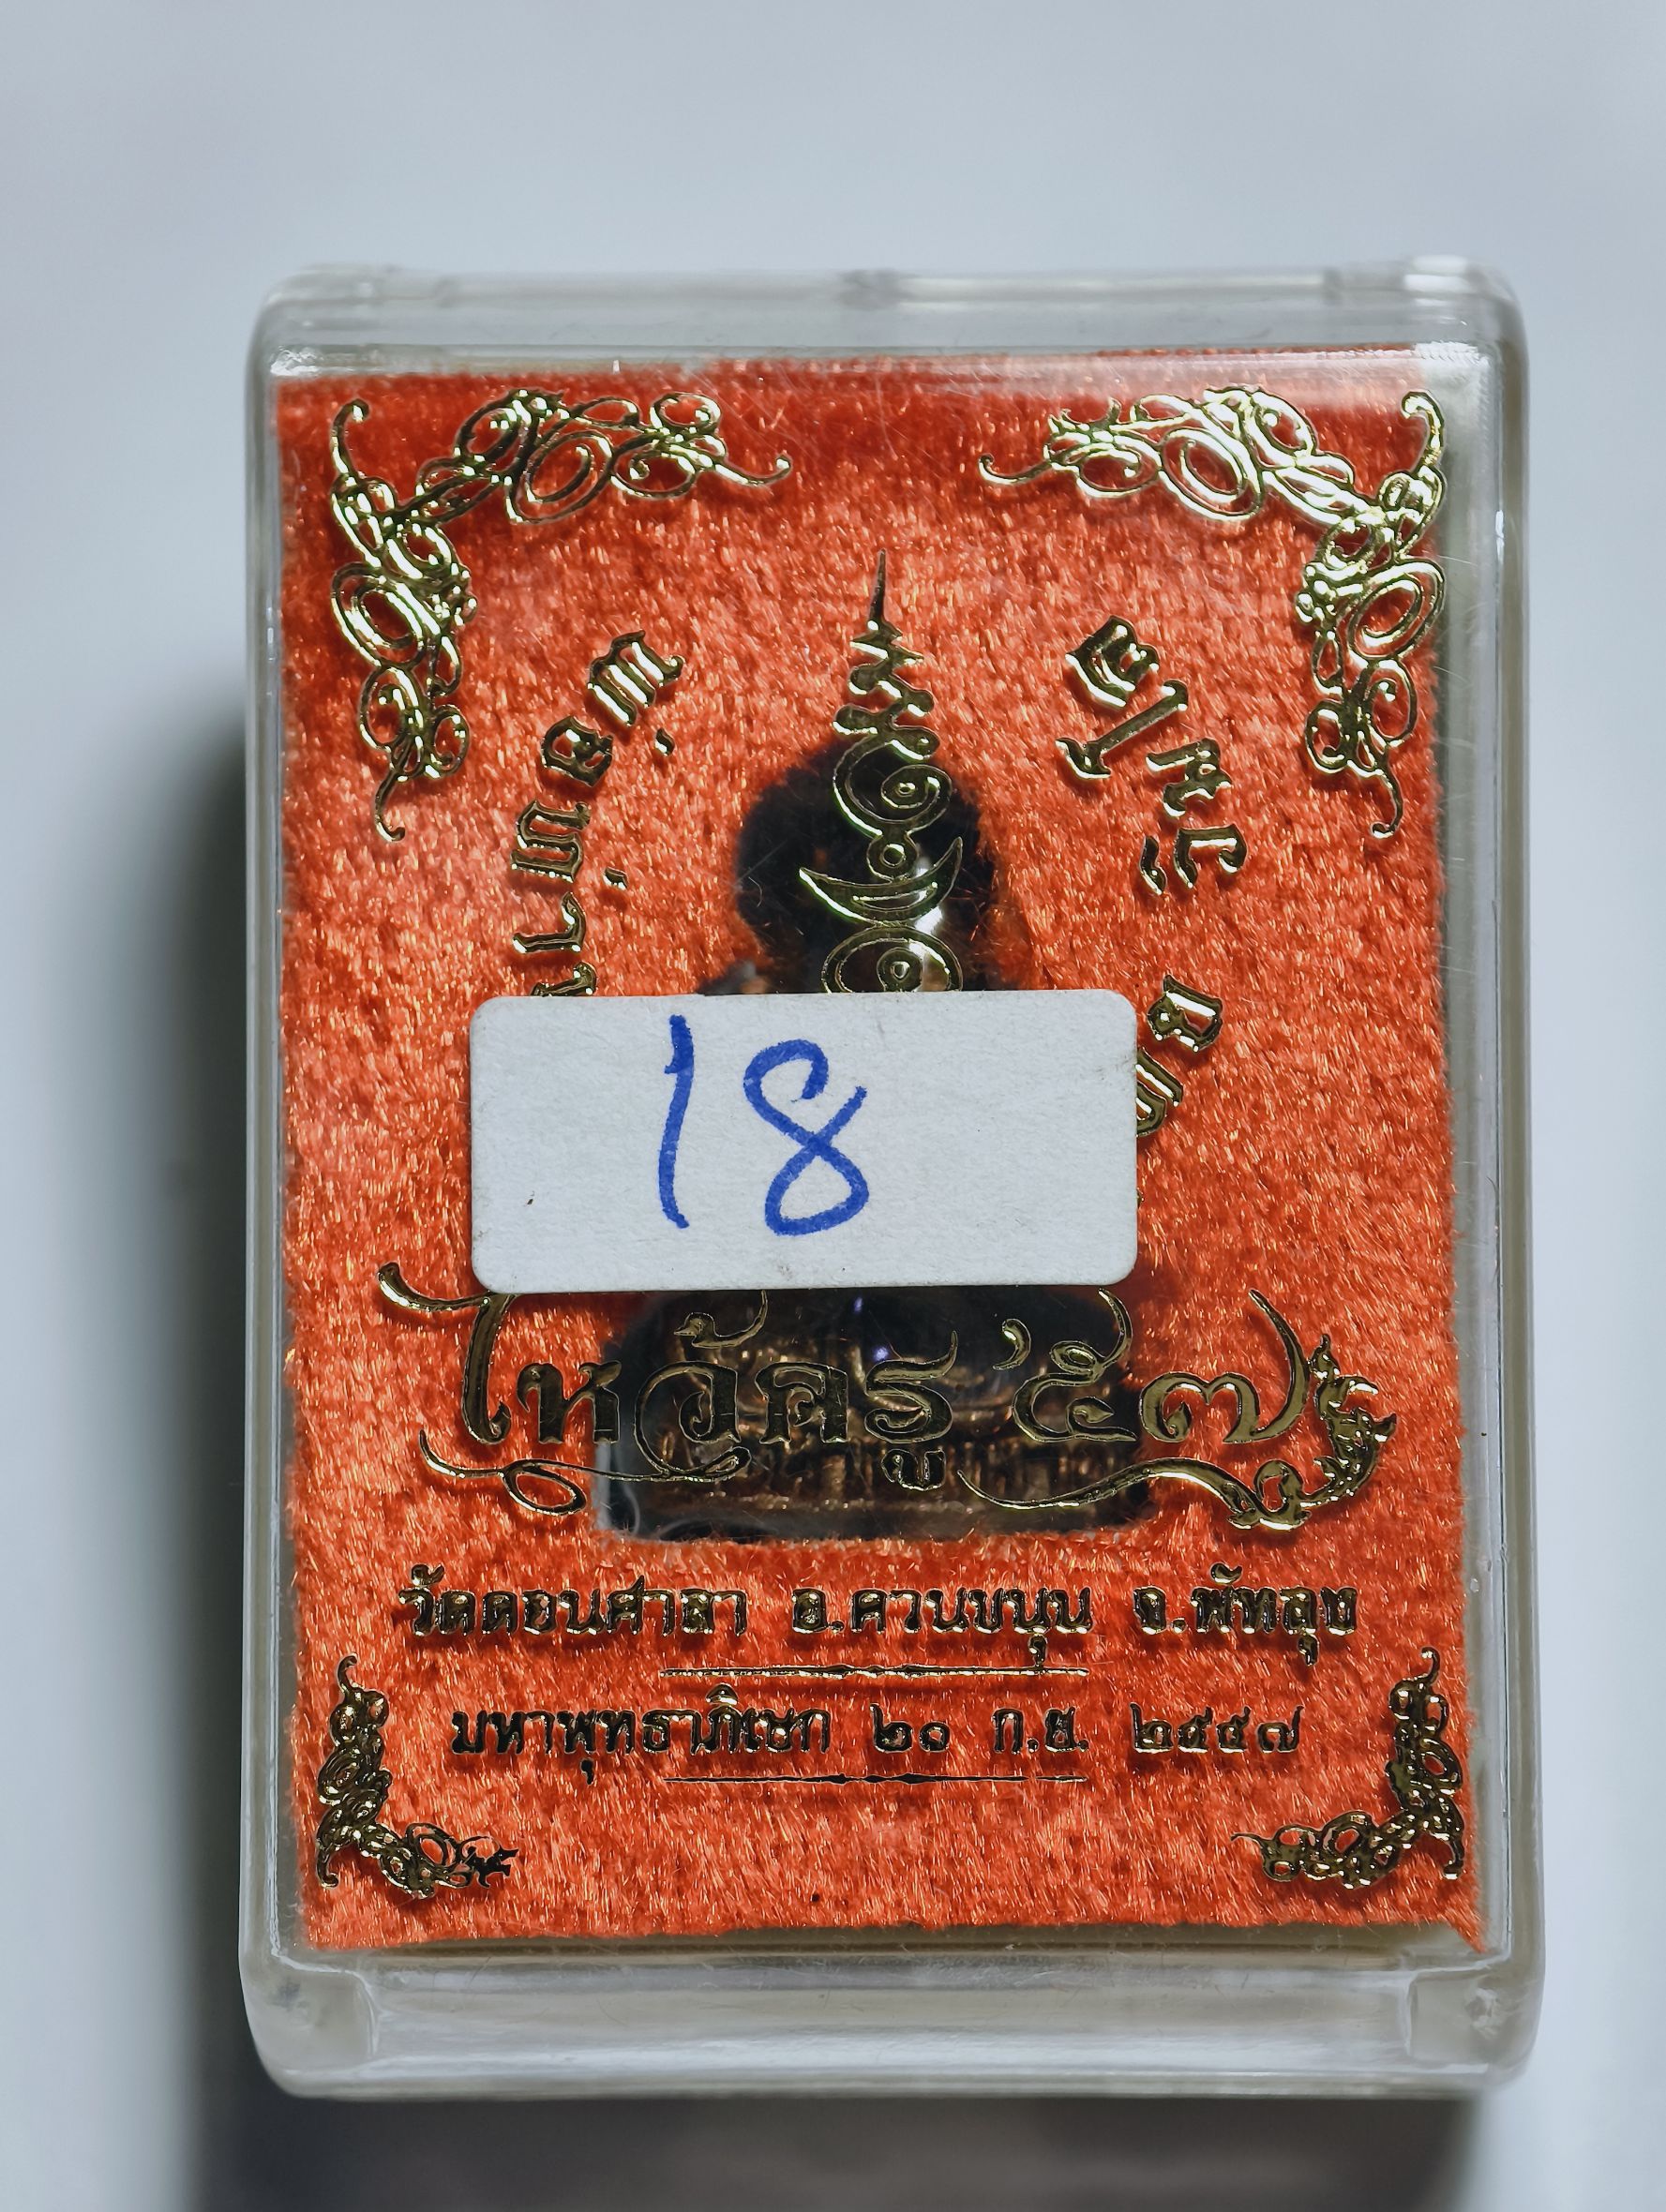 18
ไหว้ครู'๕๗
วัดดอนศาลา อ.ควนขนุน จ.พัทลุง
มหาพุทธาภิเษก ๒๐ ก.ย. ๒๕๕๗